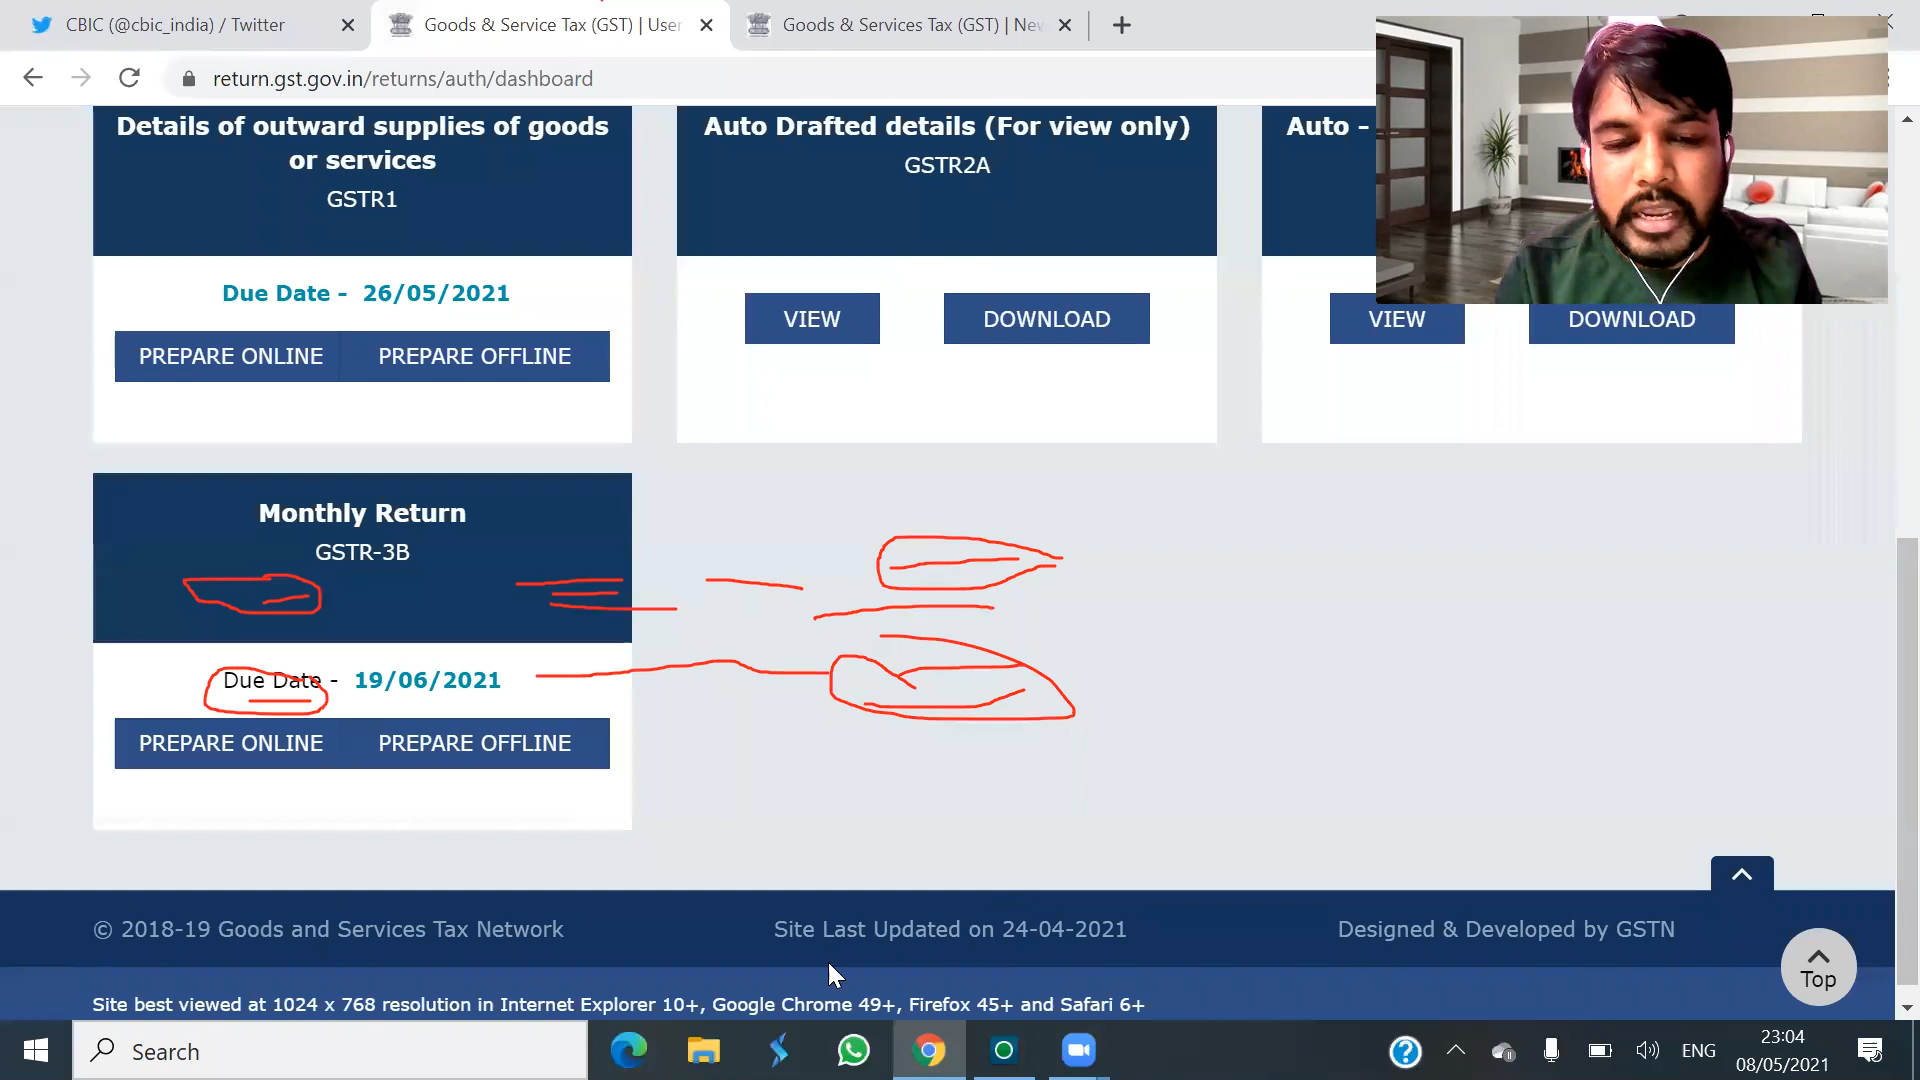 CBIC (@cbic_india) / Twitter
Goods & Service Tax (GST) | User
Goods & Services Tax (GST) | New
return.gst.gov.in/returns/auth/dashboard
Details of outward supplies of goods
or services
GSTR1
Due Date - 26/05/2021
PREPARE ONLINE
PREPARE OFFLINE
Auto Drafted details (For view only)
GSTR2A
VIEW
DOWNLOAD
Auto -
VIEW
DOWNLOAD
Monthly Return
GSTR-3B
Due Date - 19/06/2021
PREPARE ONLINE
PREPARE OFFLINE
© 2018-19 Goods and Services Tax Network
Site Last Updated on 24-04-2021
Designed & Developed by GSTN
Top
Site best viewed at 1024 x 768 resolution in Internet Explorer 10+, Google Chrome 49+, Firefox 45+ and Safari 6+
Search
ENG
23:04
08/05/2021